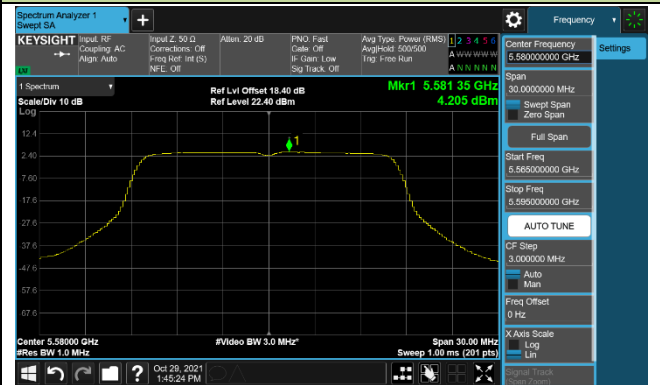 Spectrum Analyzer 1
Swept SA
+
Frequency
KEYSIGHT
Input: RF
Coupling: AC
Align: Auto
Input Z: 50 Ω
Corrections: Off
Freq Ref: Int (S)
NFE: Off
Atten: 20 dB
PNO: Fast
Gate: Off
IF Gain: Low
Sig Track: Off
Avg Type: Power (RMS)
Avg|Hold: 500/500
Trig: Free Run
1 2 3 4 5 6
A W W W W W
A N N N N N
LXI
1 Spectrum
Scale/Div 10 dB
Log
Ref Lvl Offset 18.40 dB
Ref Level 22.40 dBm
Mkr1 5.581 35 GHz
4.205 dBm
1
12.4
2.40
-7.60
-17.6
-27.6
-37.6
-47.6
-57.6
-67.6
Center 5.58000 GHz
#Res BW 1.0 MHz
#Video BW 3.0 MHz*
Span 30.00 MHz
Sweep 1.00 ms (201 pts)
Oct 29, 2021
1:45:24 PM
?
Center Frequency
5.580000000 GHz
Span
30.0000000 MHz
Swept Span
Zero Span
Full Span
Start Freq
5.565000000 GHz
Stop Freq
5.595000000 GHz
AUTO TUNE
CF Step
3.000000 MHz
Auto
Man
Freq Offset
0 Hz
X Axis Scale
Log
Lin
Signal Track
(Span Zoom)
Settings